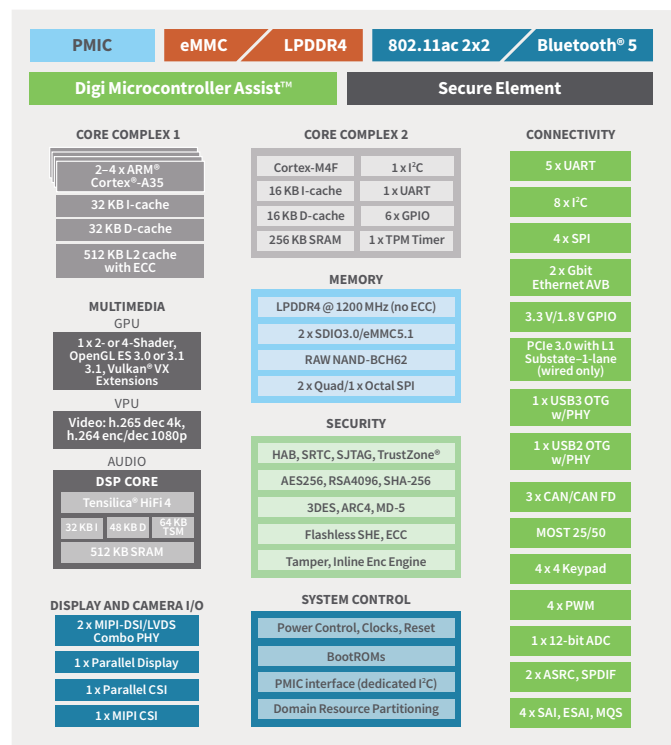 PMIC
eMMC
LPDDR4
802.11ac 2x2
Bluetooth® 5
Digi Microcontroller Assist™
Secure Element
CORE COMPLEX 1
2–4 x ARM®
Cortex®-A35
32 KB I-cache
32 KB D-cache
512 KB L2 cache
with ECC
MULTIMEDIA
GPU
1 x 2- or 4-Shader,
OpenGL ES 3.0 or 3.1
3.1, Vulkan® VX
Extensions
VPU
Video: h.265 dec 4k,
h.264 enc/dec 1080p
AUDIO
DSP CORE
Tensilica® HiFi 4
32 KB I
48 KB D
64 KB
TSM
512 KB SRAM
DISPLAY AND CAMERA I/O
2 x MIPI-DSI/LVDS
Combo PHY
1 x Parallel Display
1 x Parallel CSI
1 x MIPI CSI
CORE COMPLEX 2
Cortex-M4F
1 x I²C
16 KB I-cache
1 x UART
16 KB D-cache
6 x GPIO
256 KB SRAM
1 x TPM Timer
MEMORY
LPDDR4 @ 1200 MHz (no ECC)
2 x SDIO3.0/eMMC5.1
RAW NAND-BCH62
2 x Quad/1 x Octal SPI
SECURITY
HAB, SRTC, SJTAG, TrustZone®
AES256, RSA4096, SHA-256
3DES, ARC4, MD-5
Flashless SHE, ECC
Tamper, Inline Enc Engine
SYSTEM CONTROL
Power Control, Clocks, Reset
BootROMs
PMIC interface (dedicated I²C)
Domain Resource Partitioning
CONNECTIVITY
5 x UART
8 x I²C
4 x SPI
2 x Gbit
Ethernet AVB
3.3 V/1.8 V GPIO
PCIe 3.0 with L1
Substate–1-lane
(wired only)
1 x USB3 OTG
w/PHY
1 x USB2 OTG
w/PHY
3 x CAN/CAN FD
MOST 25/50
4 x 4 Keypad
4 x PWM
1 x 12-bit ADC
2 x ASRC, SPDIF
4 x SAI, ESAI, MQS